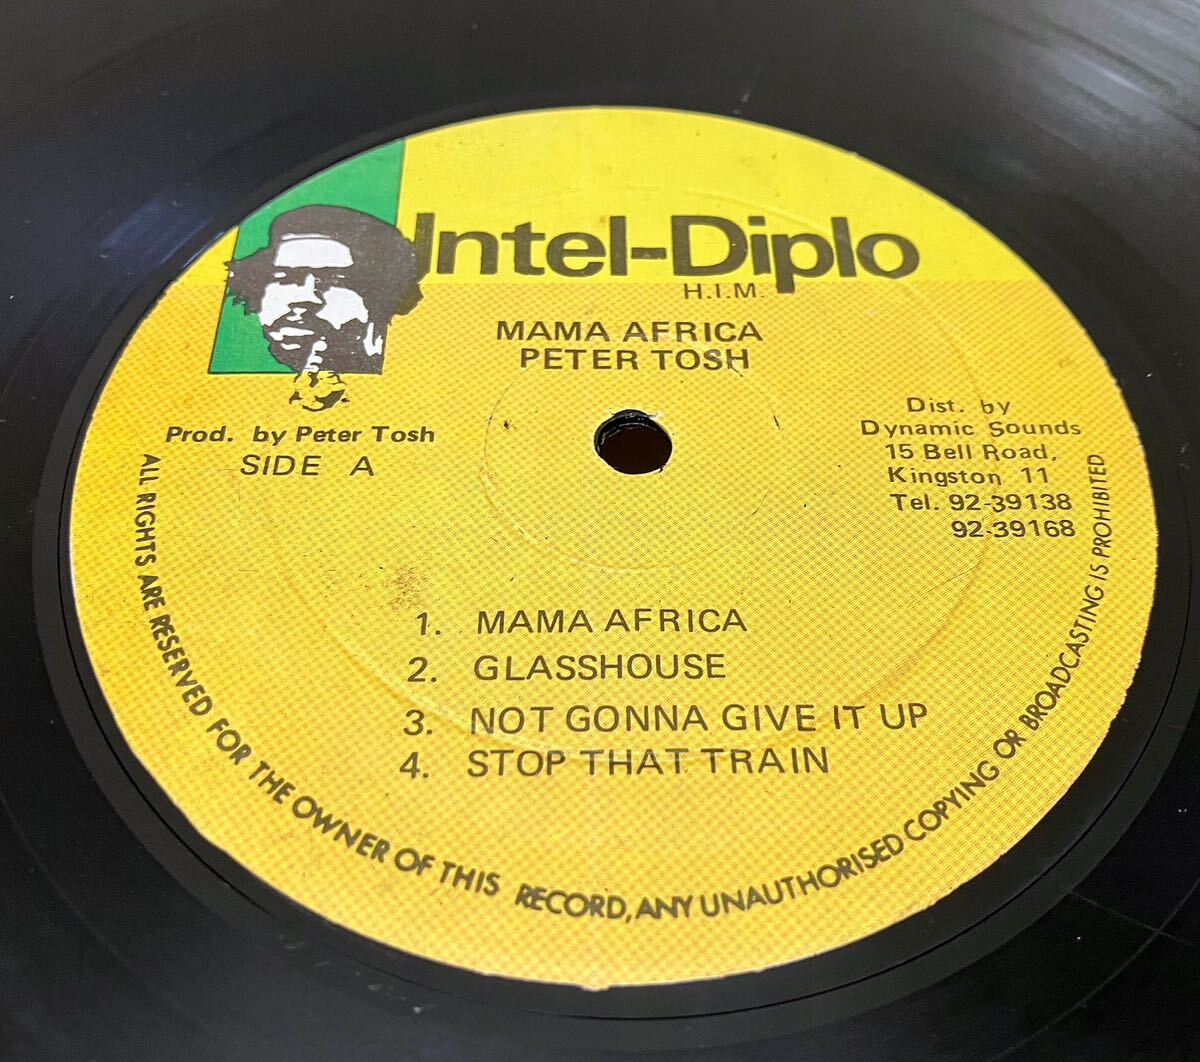 Intel-Diplo
H.I.M.
MAMA AFRICA
PETER TOSH
Prod. by Peter Tosh
SIDE A
Dist. by
Dynamic Sounds
15 Bell Road,
Kingston 11
Tel. 92-39138
92-39168
1. MAMA AFRICA
2. GLASSHOUSE
3. NOT GONNA GIVE IT UP
4. STOP THAT TRAIN
ALL RIGHTS ARE RESERVED FOR THE OWNER OF THIS RECORD, ANY UNAUTHORISED COPYING OR BROADCASTING IS PROHIBITED